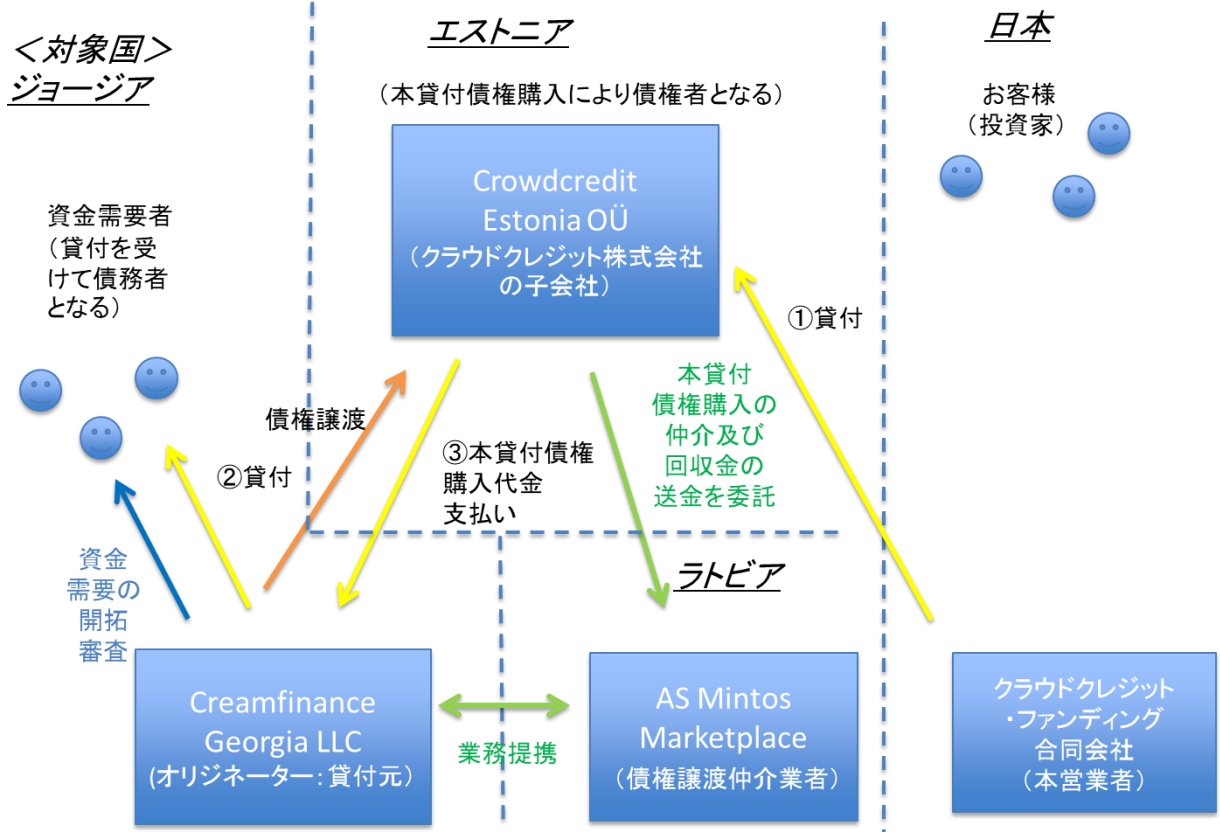 ＜対象国＞
ジョージア
エストニア
日本
（本貸付債権購入により債権者となる）
お客様
（投資家）
Crowdcredit
Estonia OÜ
（クラウドクレジット株式会社
の子会社）
資金需要者
（貸付を受
けて債務者
となる）
①貸付
本貸付
債権購入の
仲介及び
回収金の
送金を委託
債権譲渡
②貸付
③本貸付債権
購入代金
支払い
資金
需要の
開拓
審査
ラトビア
Creamfinance
Georgia LLC
(オリジネーター：貸付元）
業務提携
AS Mintos
Marketplace
（債権譲渡仲介業者）
クラウドクレジット
・ファンディング
合同会社
（本営業者）